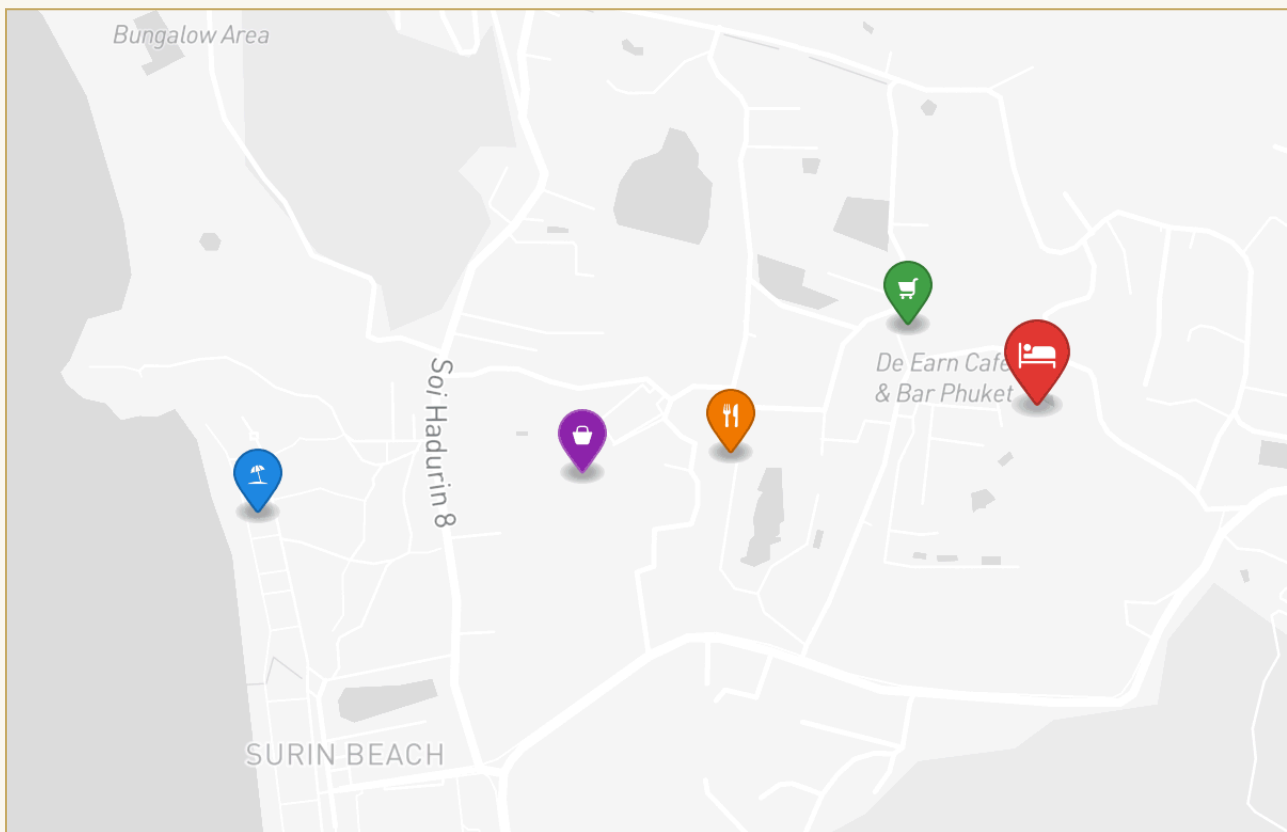 Bungalow Area
Soi Hadurin 8
De Earn Cafe
& Bar Phuket
SURIN BEACH